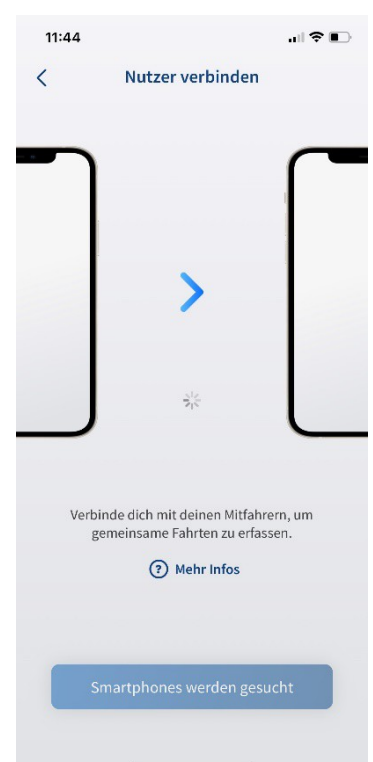 11:44
Nutzer verbinden
Verbinde dich mit deinen Mitfahrern, um
gemeinsame Fahrten zu erfassen.
? Mehr Infos
Smartphones werden gesucht